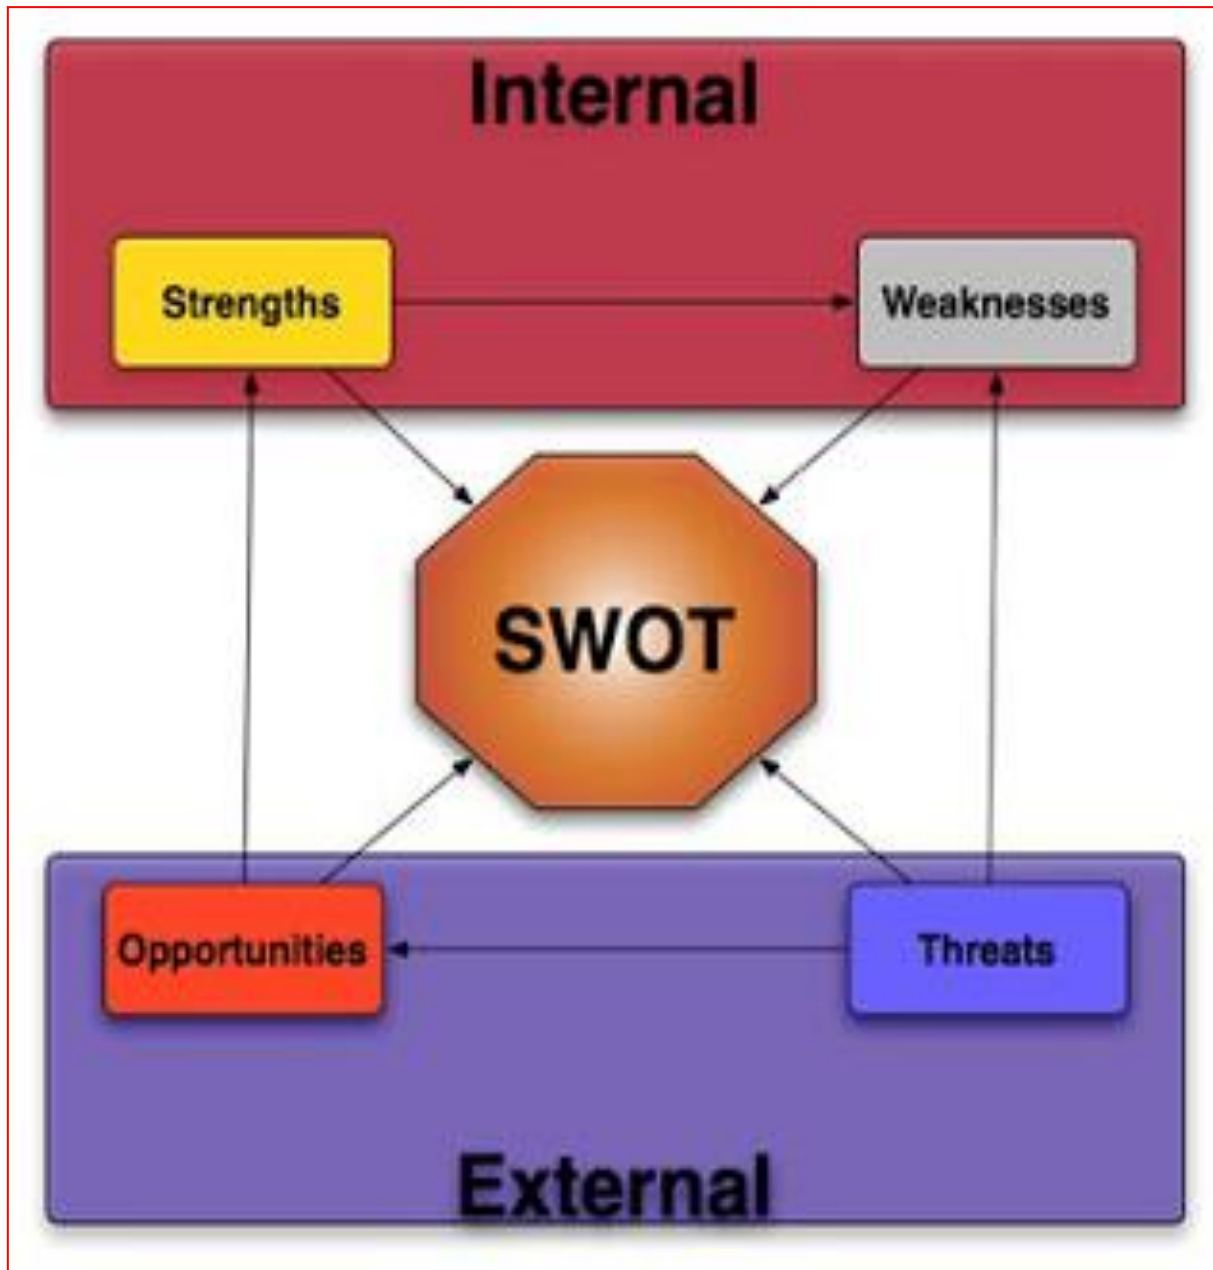 Internal
Strengths
Weaknesses
SWOT
Opportunities
Threats
External